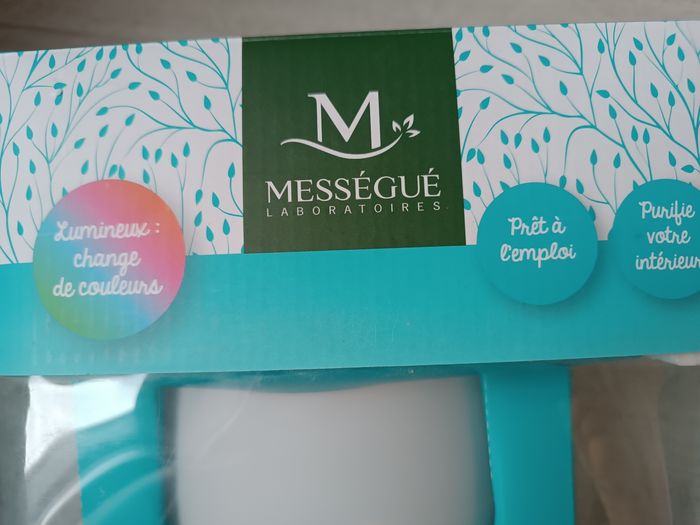 M
MESSÉGUÉ
LABORATOIRES
Lumineux :
change
de couleurs
Prêt à
l'emploi
Purifie
votre
intérieur